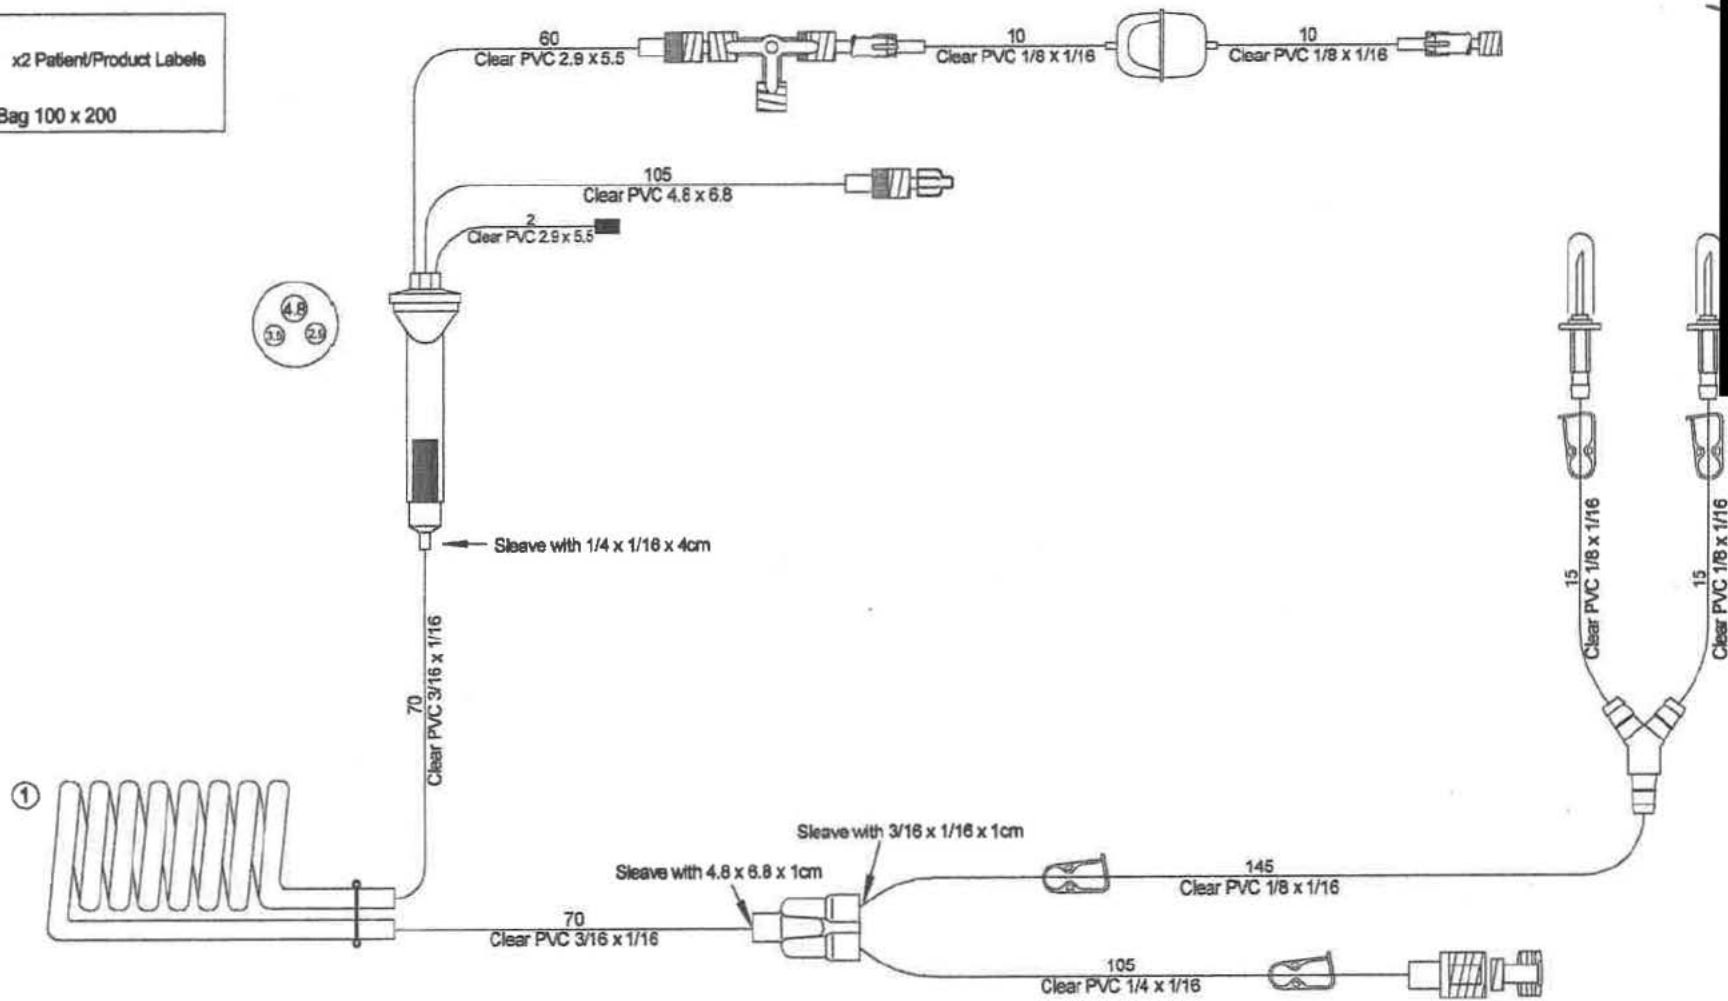 x2 Patient/Product Labels
Bag 100 x 200
60
Clear PVC 2.9 x 5.5
10
Clear PVC 1/8 x 1/16
10
Clear PVC 1/8 x 1/16
105
Clear PVC 4.8 x 6.8
2
Clear PVC 2.9 x 5.5
4.8
2.9
Sleave with 1/4 x 1/16 x 4cm
15
Clear PVC 1/8 x 1/16
15
Clear PVC 1/8 x 1/16
70
Clear PVC 3/16 x 1/16
1
Sleave with 3/16 x 1/16 x 1cm
Sleave with 4.8 x 6.8 x 1cm
145
Clear PVC 1/8 x 1/16
70
Clear PVC 3/16 x 1/16
105
Clear PVC 1/4 x 1/16